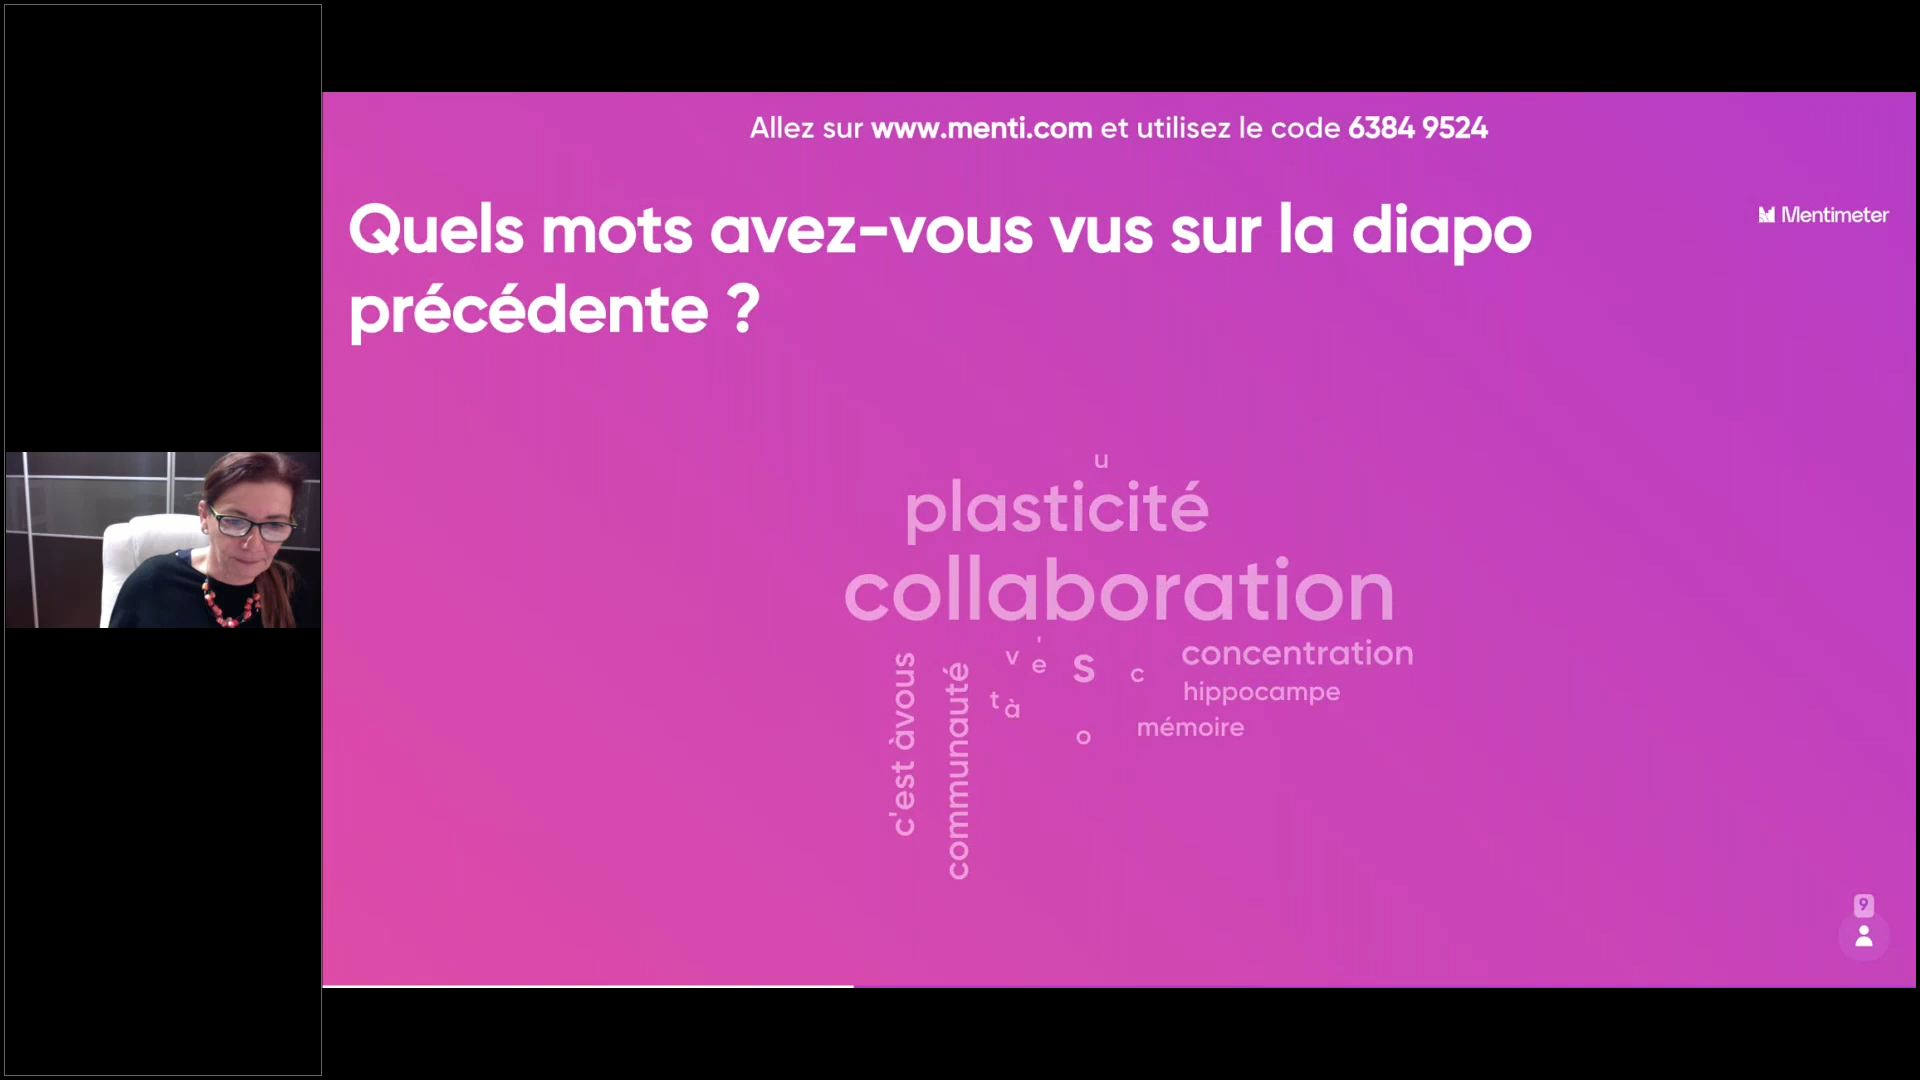 Allez sur www.menti.com et utilisez le code 6384 9524
Quels mots avez-vous vus sur la diapo
précédente ?
Mentimeter
u
plasticité
collaboration
c'est àvous
communauté
v
'
e
s
c
concentration
t
à
hippocampe
o
mémoire
9